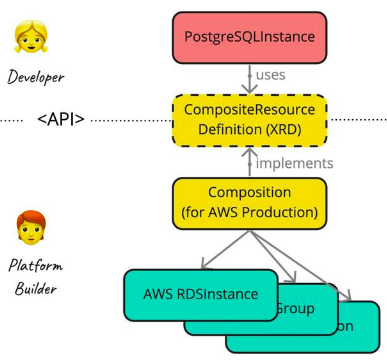 PostgreSQLInstance
Developer
uses
<API>
CompositeResource
Definition (XRD)
implements
Composition
(for AWS Production)
Platform
Builder
AWS RDSInstance
Group
on